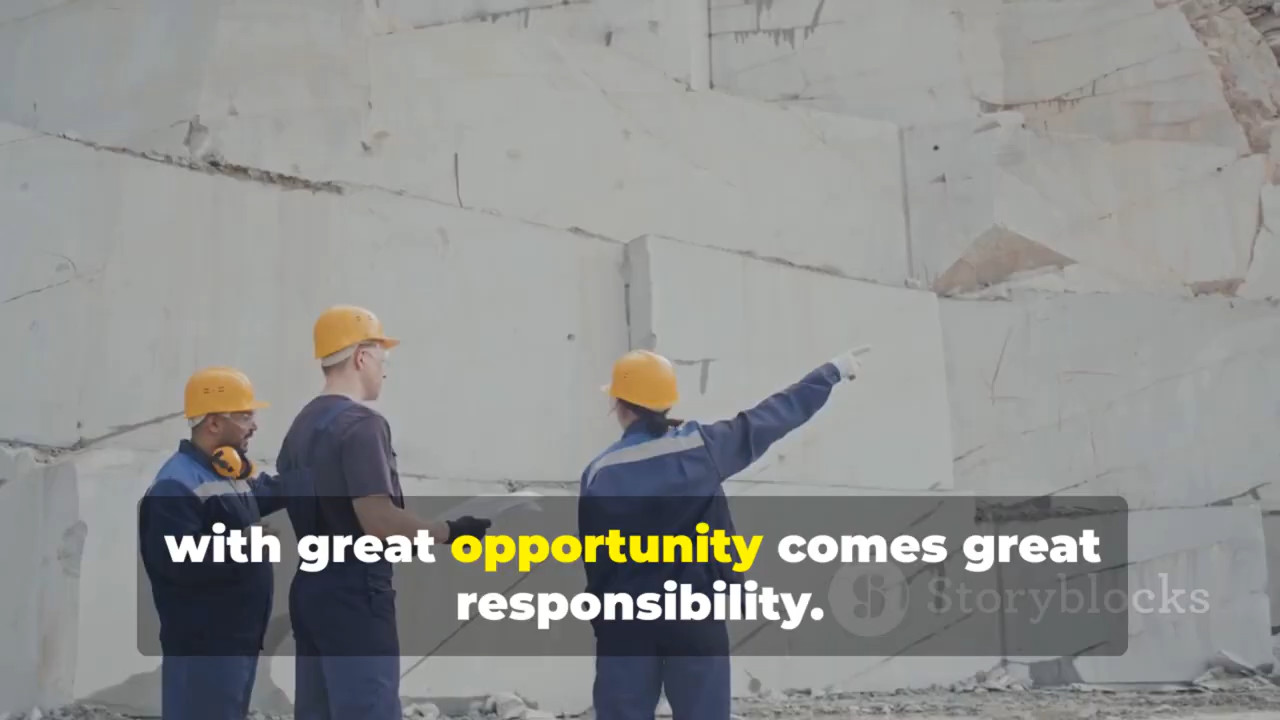 with great opportunity comes great
responsibility.
Storyblocks